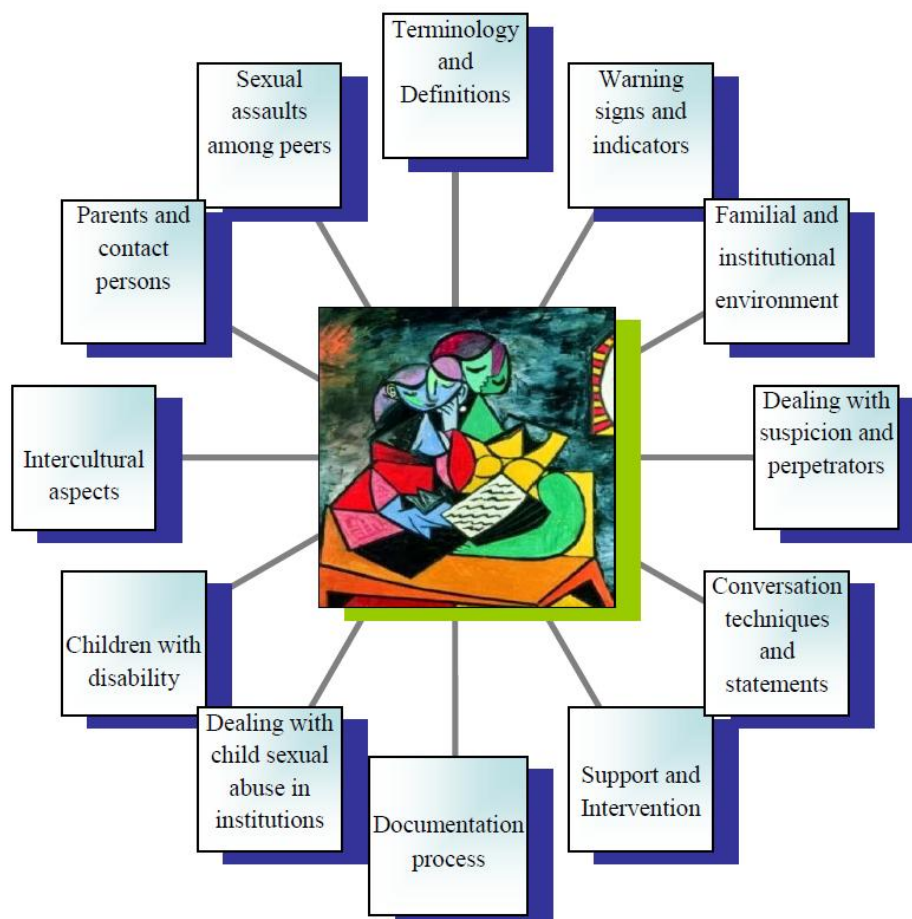 Terminology
and
Definitions
Warning
signs and
indicators
Familial and
institutional
environment
Dealing with
suspicion and
perpetrators
Conversation
techniques
and
statements
Support and
Intervention
Documentation
process
Dealing with
child sexual
abuse in
institutions
Children with
disability
Intercultural
aspects
Parents and
contact
persons
Sexual
assaults
among peers